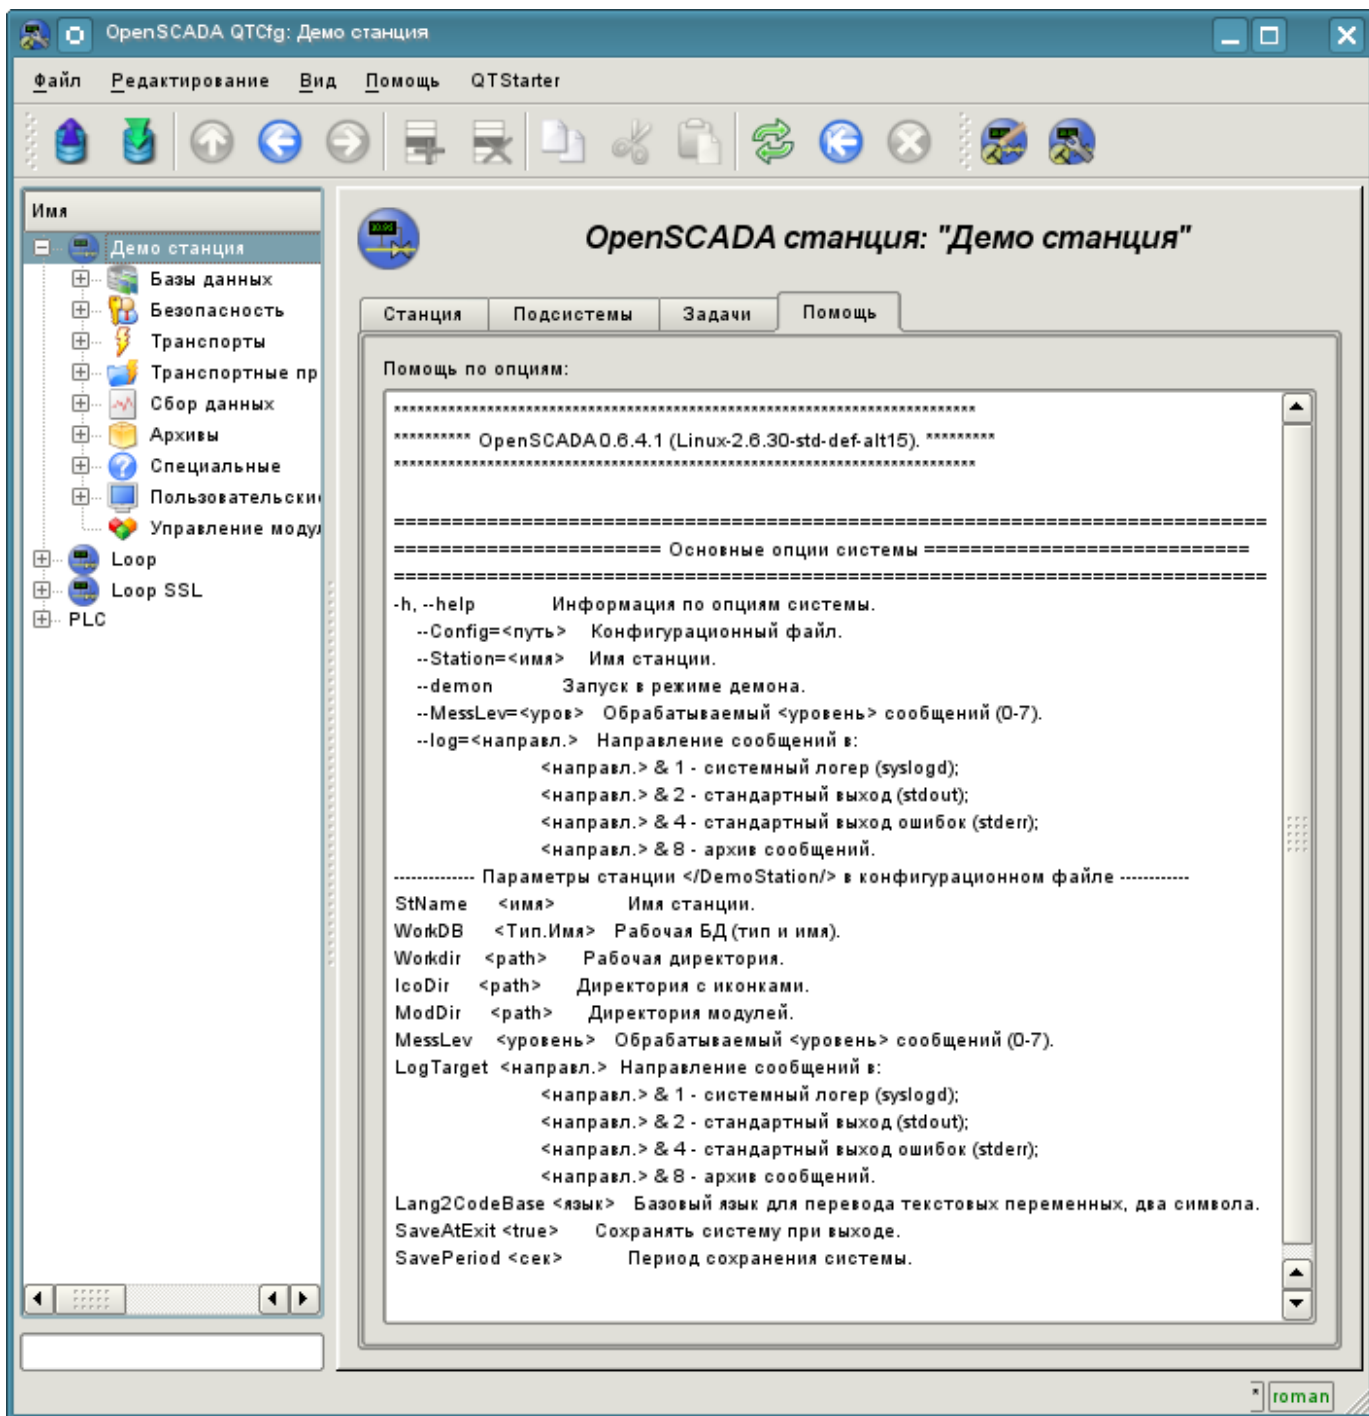 OpenSCADA QTCfg: Демо станция
Файл Редактирование Вид Помощь QTStarter
Имя
Демо станция
Базы данных
Безопасность
Транспорты
Транспортные пр
Сбор данных
Архивы
Специальные
Пользовательски
Управление моду
Loop
Loop SSL
PLC
OpenSCADA станция: "Демо станция"
Станция Подсистемы Задачи Помощь
Помощь по опциям:
***************************************************************************
********** OpenSCADA 0.6.4.1 (Linux-2.6.30-std-def-alt15). *********
***************************************************************************
===========================================================================
======================= Основные опции системы ============================
===========================================================================
-h, --help Информация по опциям системы.
--Config=<путь> Конфигурационный файл.
--Station=<имя> Имя станции.
--demon Запуск в режиме демона.
--MessLev=<уров> Обрабатываемый <уровень> сообщений (0-7).
--log=<направл.> Направление сообщений в:
<направл.> & 1 - системный логер (syslogd);
<направл.> & 2 - стандартный выход (stdout);
<направл.> & 4 - стандартный выход ошибок (stderr);
<направл.> & 8 - архив сообщений.
-------------- Параметры станции </DemoStation/> в конфигурационном файле ------------
StName <имя> Имя станции.
WorkDB <Тип.Имя> Рабочая БД (тип и имя).
Workdir <path> Рабочая директория.
IcoDir <path> Директория с иконками.
ModDir <path> Директория модулей.
MessLev <уровень> Обрабатываемый <уровень> сообщений (0-7).
LogTarget <направл.> Направление сообщений в:
<направл.> & 1 - системный логер (syslogd);
<направл.> & 2 - стандартный выход (stdout);
<направл.> & 4 - стандартный выход ошибок (stderr);
<направл.> & 8 - архив сообщений.
Lang2CodeBase <язык> Базовый язык для перевода текстовых переменных, два символа.
SaveAtExit <true> Сохранять систему при выходе.
SavePeriod <сек> Период сохранения системы.
* roman